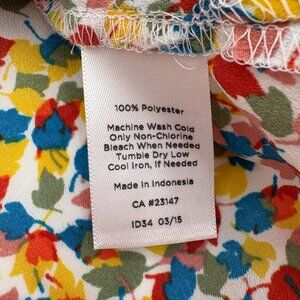 100% Polyester
Machine Wash Cold
Only Non-Chlorine
Bleach When Needed
Tumble Dry Low
Cool Iron, if Needed
Made in Indonesia
CA #23147
ID34 03/15